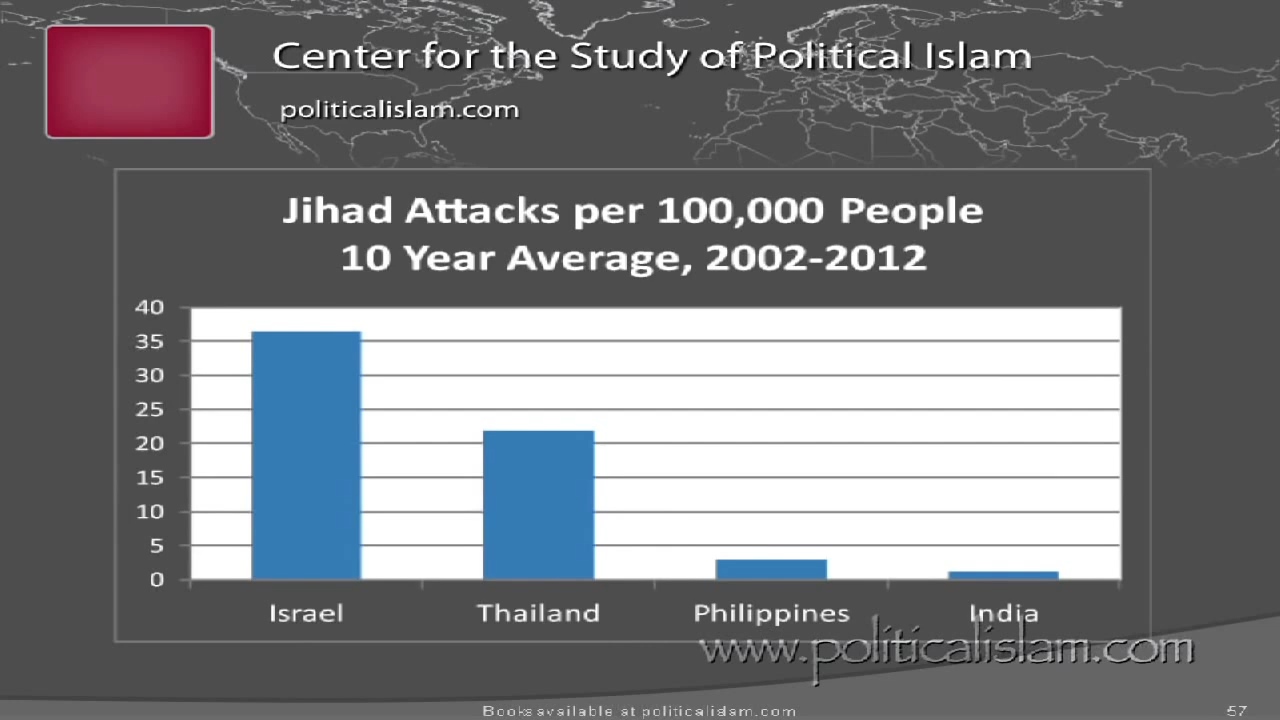 Center for the Study of Political Islam
politicalislam.com
Jihad Attacks per 100,000 People
10 Year Average, 2002-2012
40
35
30
25
20
15
10
5
0
Israel Thailand Philippines India
www.politicalislam.com
Books available at politicalislam.com 57